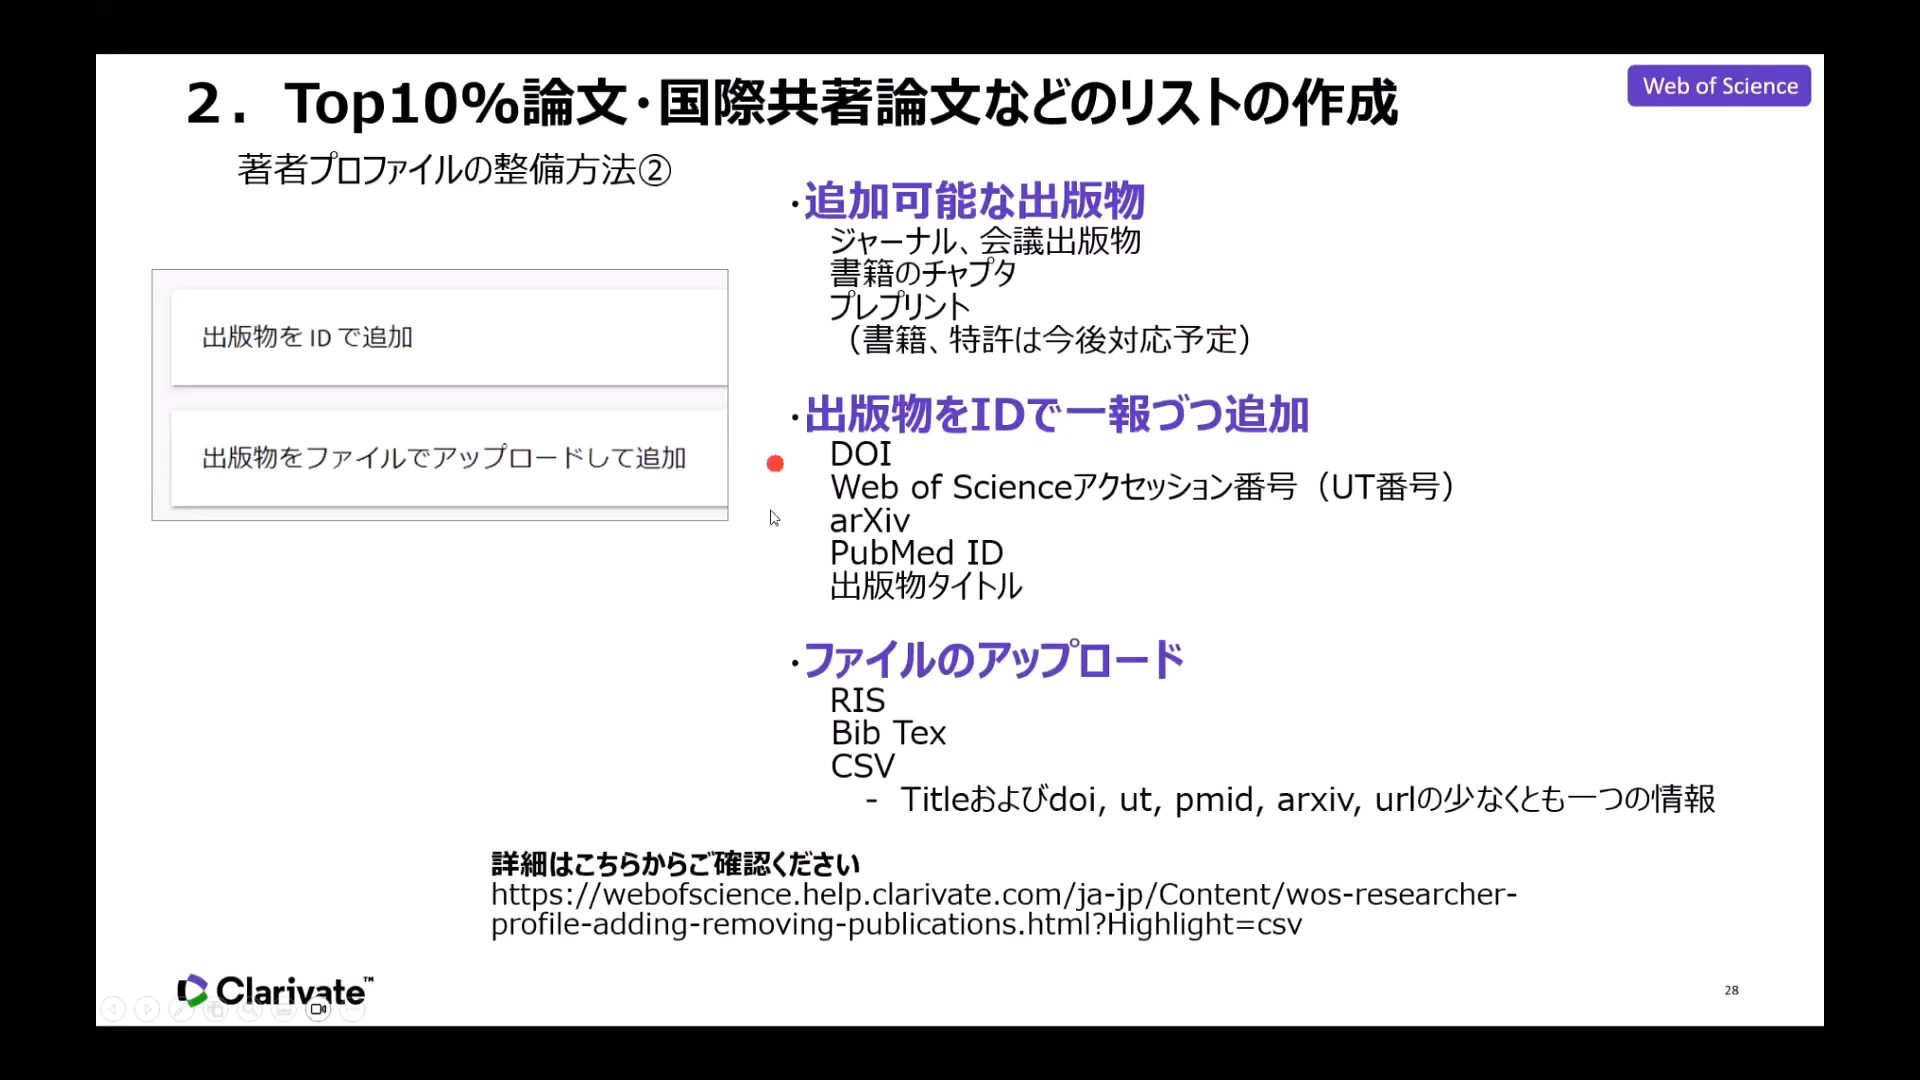 2．Top10%論文・国際共著論文などのリストの作成
Web of Science
著者プロファイルの整備方法②
出版物を ID で追加
出版物をファイルでアップロードして追加
・追加可能な出版物
ジャーナル、会議出版物
書籍のチャプタ
プレプリント
（書籍、特許は今後対応予定）
・出版物をIDで一報づつ追加
DOI
Web of Scienceアクセッション番号（UT番号）
arXiv
PubMed ID
出版物タイトル
・ファイルのアップロード
RIS
Bib Tex
CSV
- Titleおよびdoi, ut, pmid, arxiv, urlの少なくとも一つの情報
詳細はこちらからご確認ください
https://webofscience.help.clarivate.com/ja-jp/Content/wos-researcher-
profile-adding-removing-publications.html?Highlight=csv
Clarivate™
28